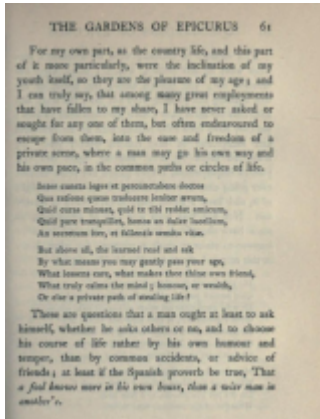 THE GARDENS OF EPICURUS 61
For my own part, as the country life, and this part
of it more particularly, were the inclination of my
youth itself, so they are the pleasure of my age; and
I can truly say, that among many great employments
that have fallen to my share, I have never asked or
sought for any one of them, but often endeavoured to
escape from them, into the ease and freedom of a
private scene, where a man may go his own way and
his own pace, in the common paths or circles of life.
Inter cuncta leges et percunctabere doctos
Qua ratione queas traducere leniter ævum,
Quid curas minuat, quid te tibi reddat amicum,
Quid pure tranquillet, honos an dulce lucellum,
An secretum iter, et fallentis semita vitæ.
But above all, the learned read and ask
By what means you may gently pass your age,
What lessens care, what makes thee thine own friend,
What truly calms the mind; honour, or wealth,
Or else a private path of stealing life?
These are questions that a man ought at least to ask
himself, whether he asks others or no, and to choose
his course of life rather by his own humour and
temper, than by common accidents, or advice of
friends; at least if the Spanish proverb be true, That
a fool knows more in his own house, than a wise man in
another's.